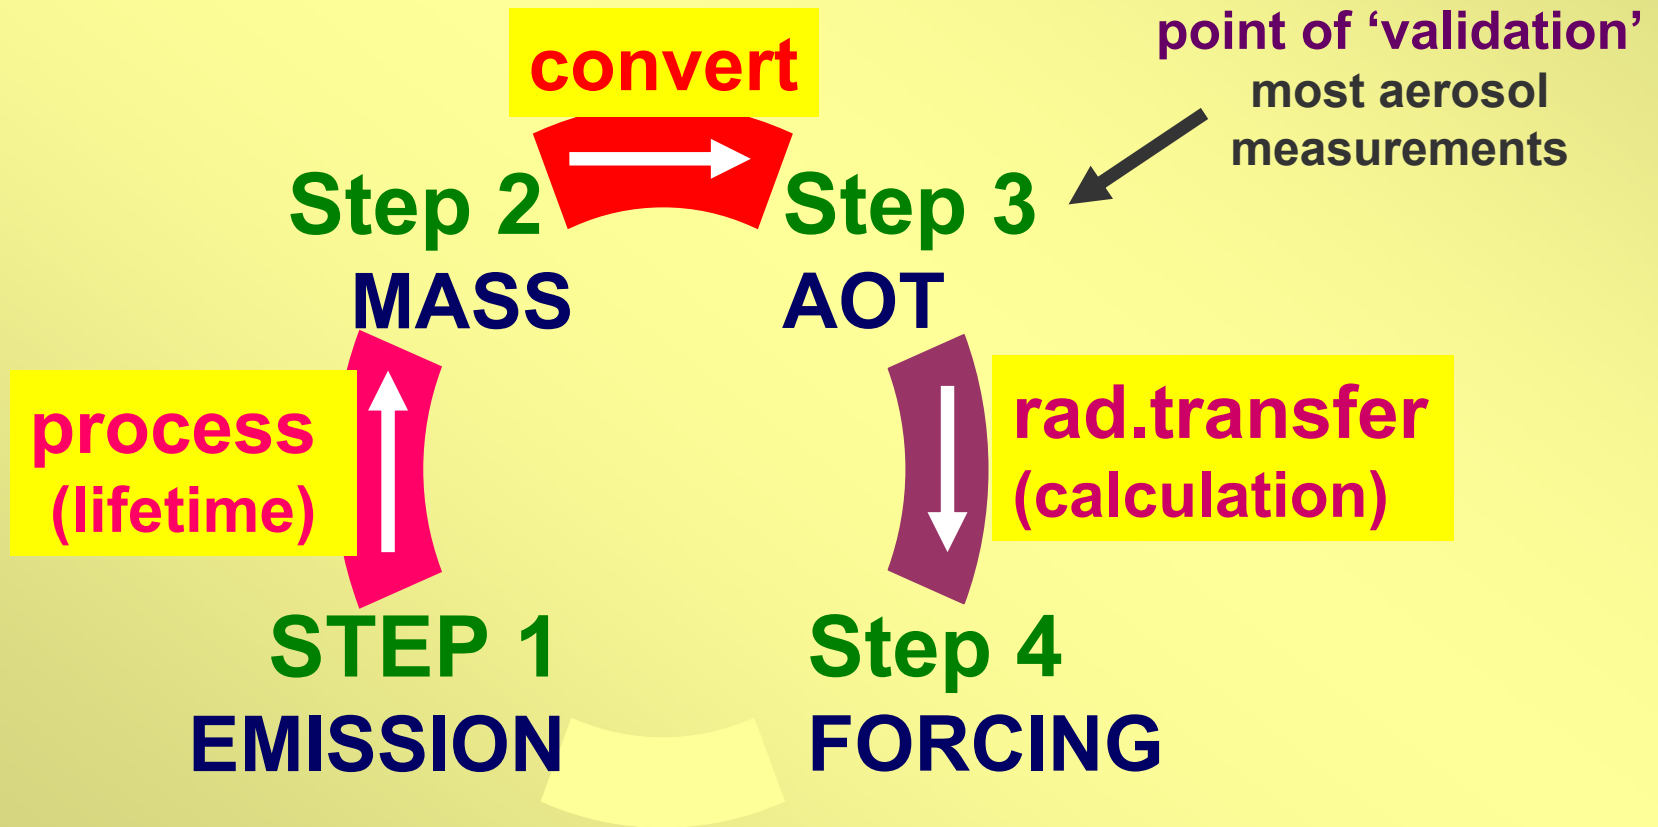 convert
point of ‘validation’
most aerosol
measurements
Step 2
MASS
Step 3
AOT
process
(lifetime)
rad.transfer
(calculation)
STEP 1
EMISSION
Step 4
FORCING